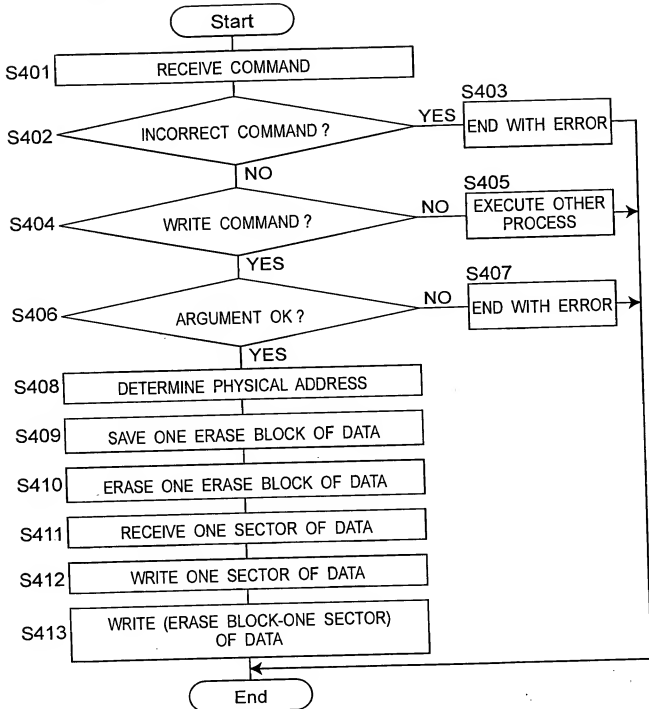 Start
S401
RECEIVE COMMAND
S402
INCORRECT COMMAND ?
YES
S403
END WITH ERROR
NO
S404
WRITE COMMAND ?
NO
S405
EXECUTE OTHER
PROCESS
YES
S406
ARGUMENT OK ?
NO
S407
END WITH ERROR
YES
S408
DETERMINE PHYSICAL ADDRESS
S409
SAVE ONE ERASE BLOCK OF DATA
S410
ERASE ONE ERASE BLOCK OF DATA
S411
RECEIVE ONE SECTOR OF DATA
S412
WRITE ONE SECTOR OF DATA
S413
WRITE (ERASE BLOCK-ONE SECTOR)
OF DATA
End